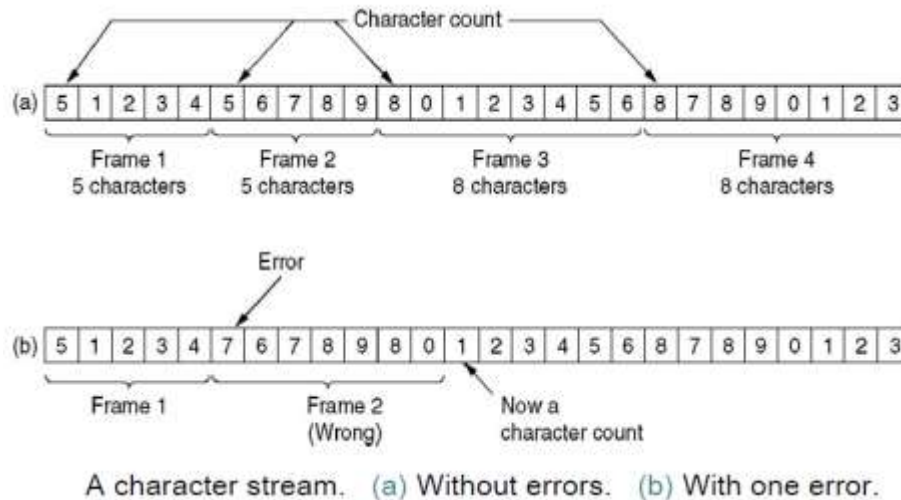 Character count
(a) 5 1 2 3 4 5 6 7 8 9 8 0 1 2 3 4 5 6 8 7 8 9 0 1 2 3
Frame 1 Frame 2 Frame 3 Frame 4
5 characters 5 characters 8 characters 8 characters
Error
(b) 5 1 2 3 4 7 6 7 8 9 8 0 1 2 3 4 5 6 8 7 8 9 0 1 2 3
Frame 1 Frame 2 Now a
(Wrong) character count
A character stream. (a) Without errors. (b) With one error.